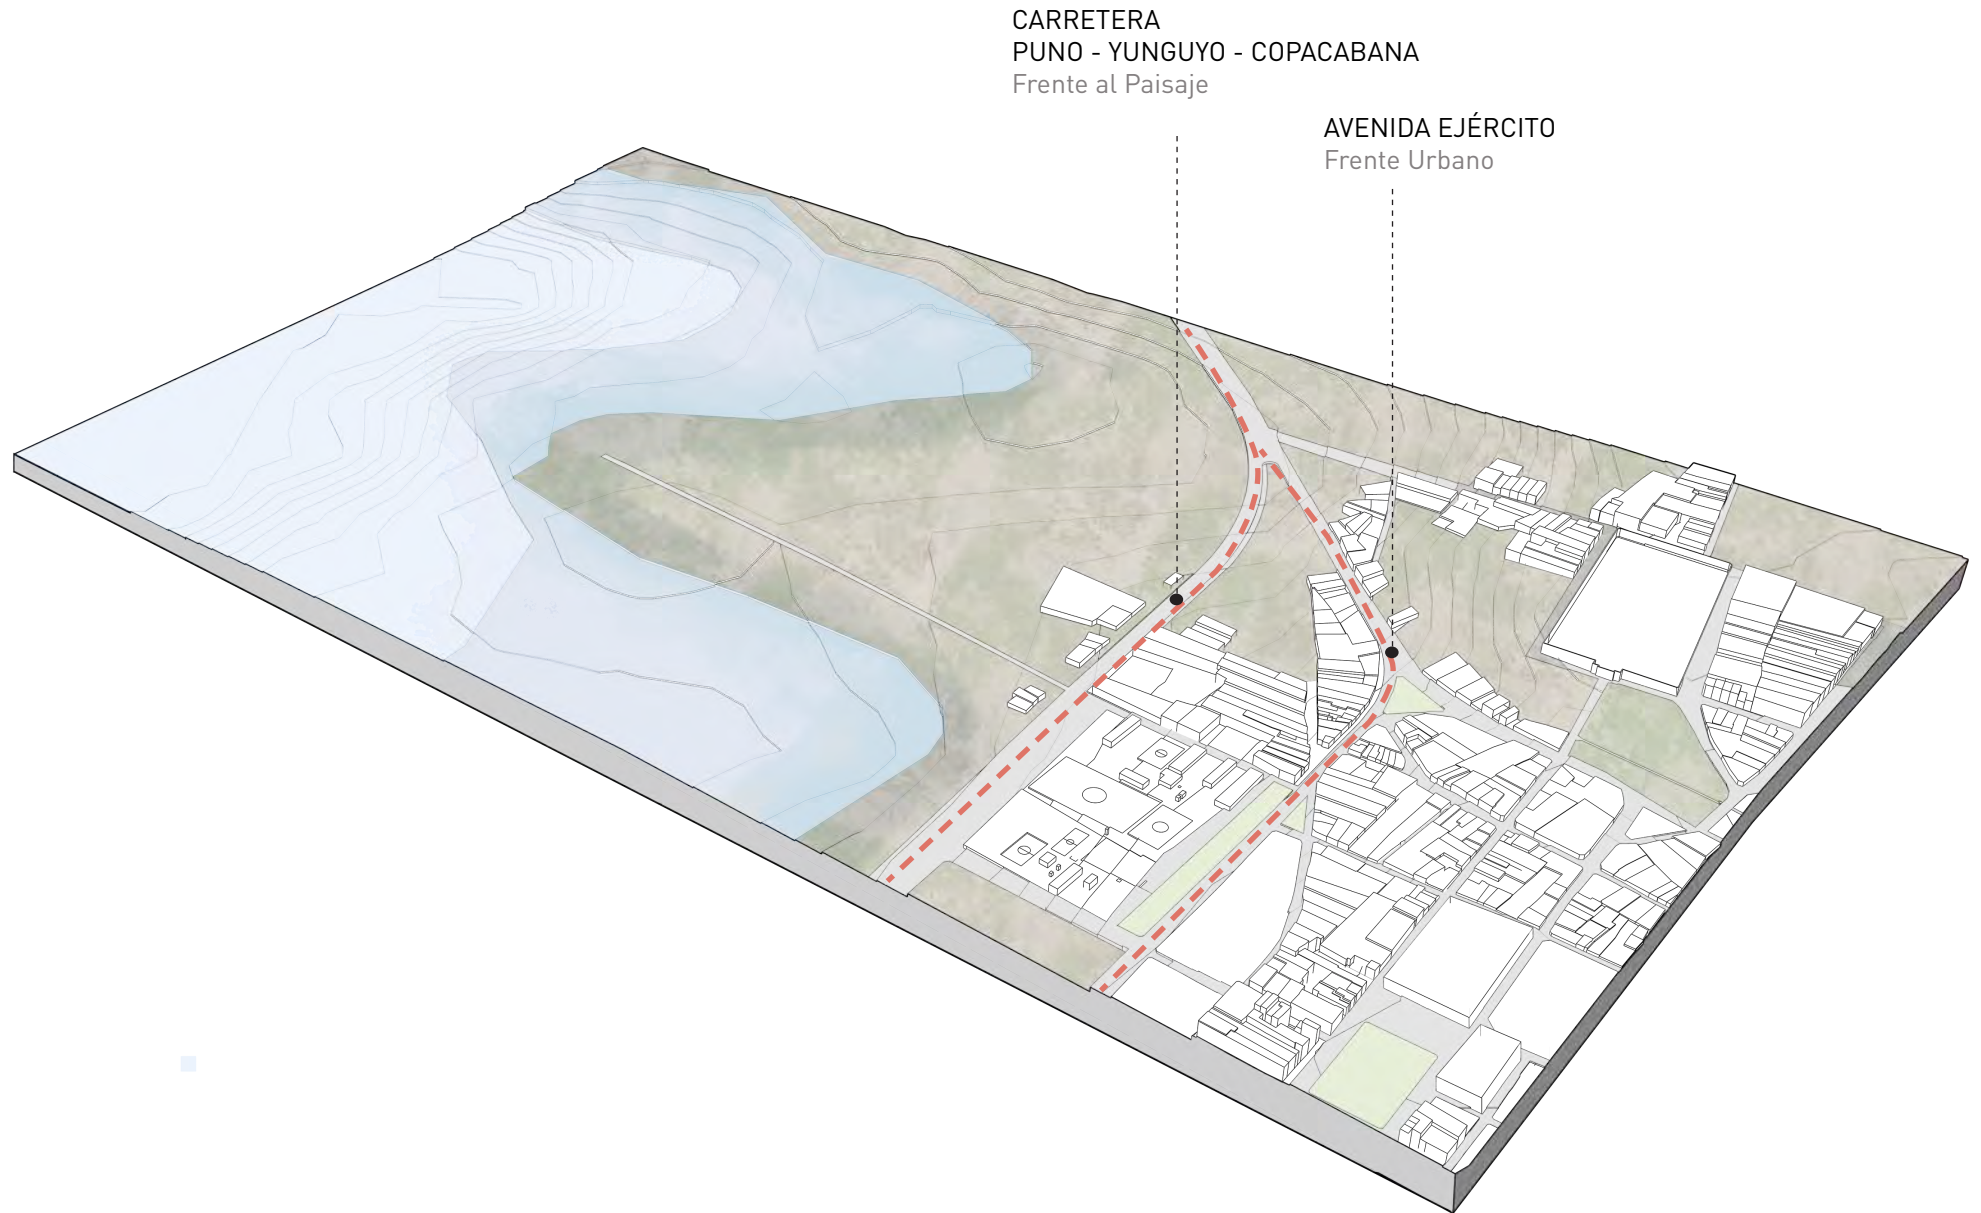 CARRETERA
PUNO - YUNGUYO - COPACABANA
Frente al Paisaje
AVENIDA EJÉRCITO
Frente Urbano